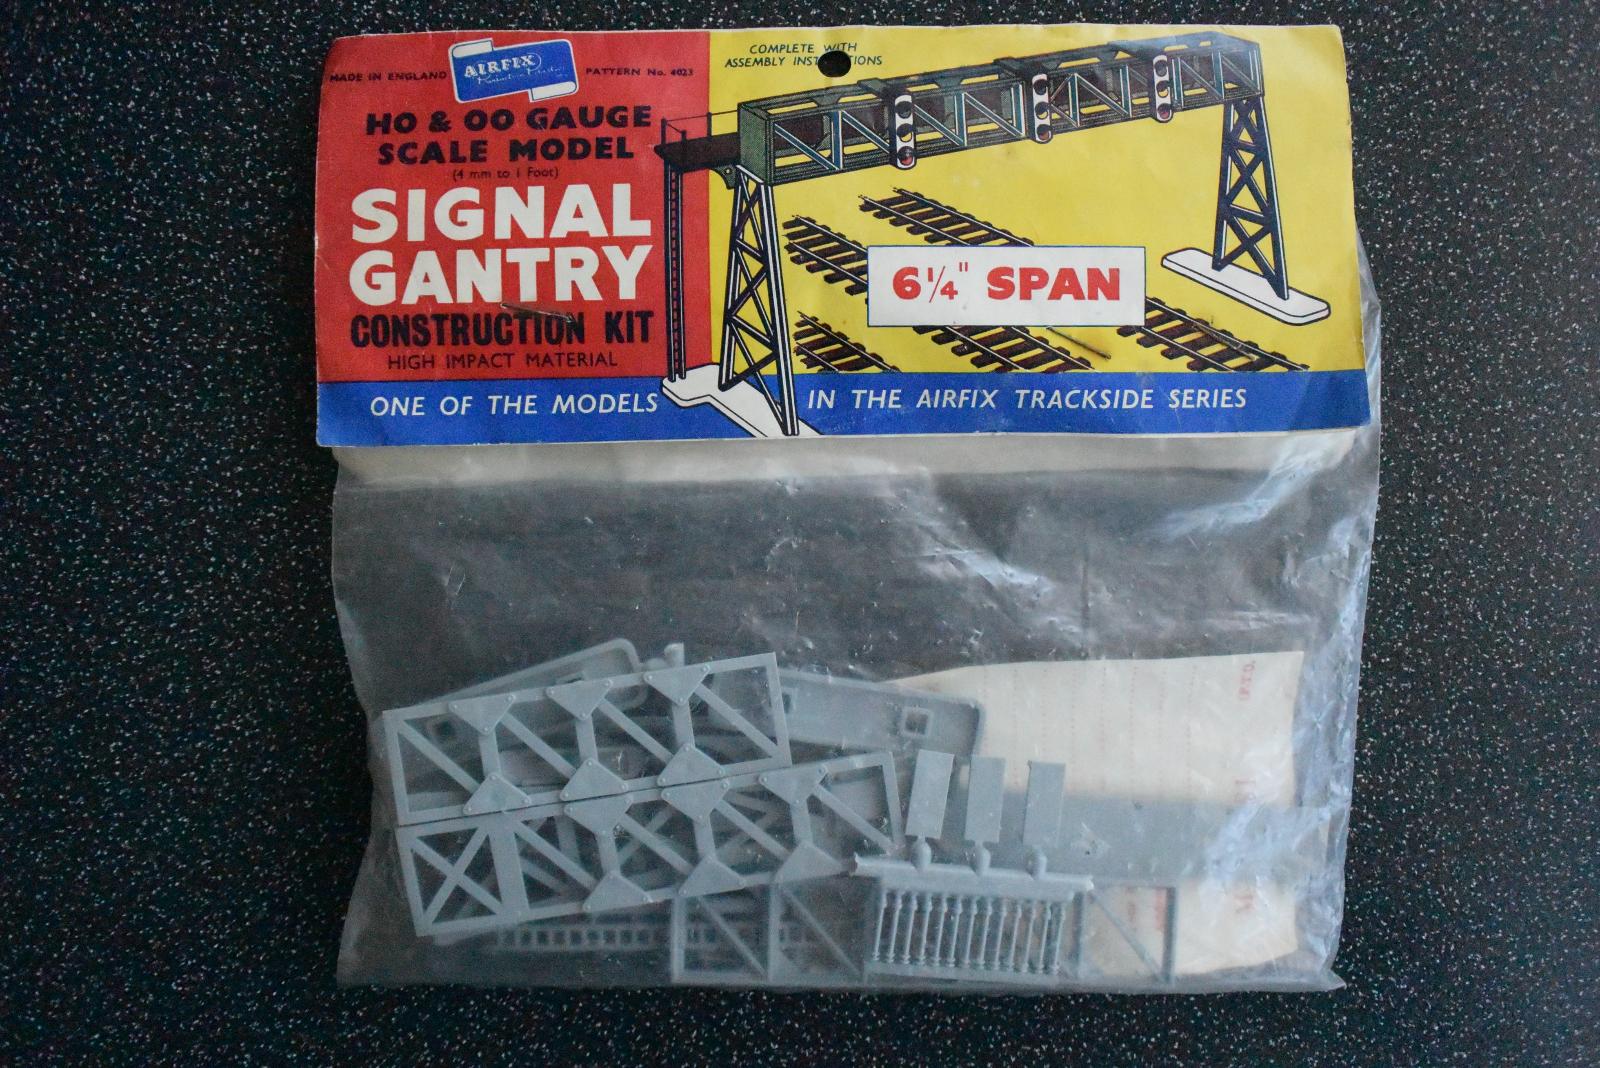 MADE IN ENGLAND
AIRFIX
PATTERN No. 4023
HO & OO GAUGE
SCALE MODEL
(4 mm to 1 Foot)
SIGNAL
GANTRY
CONSTRUCTION KIT
HIGH IMPACT MATERIAL
COMPLETE WITH
ASSEMBLY INSTRUCTIONS
6¼" SPAN
ONE OF THE MODELS IN THE AIRFIX TRACKSIDE SERIES
(P.T.O.